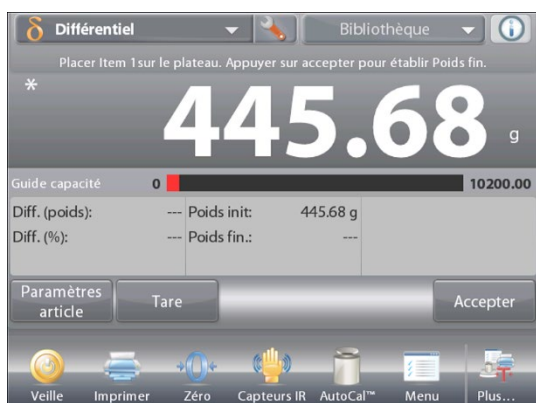 δ Différentiel Bibliothèque
Placer Item 1sur le plateau. Appuyer sur accepter pour établir Poids fin.
* 445.68 g
Guide capacité 0 10200.00
Diff. (poids): --- Poids init: 445.68 g
Diff. (%): --- Poids fin.: ---
Paramètres article Tare Accepter
Veille Imprimer Zéro Capteurs IR AutoCal™ Menu Plus...